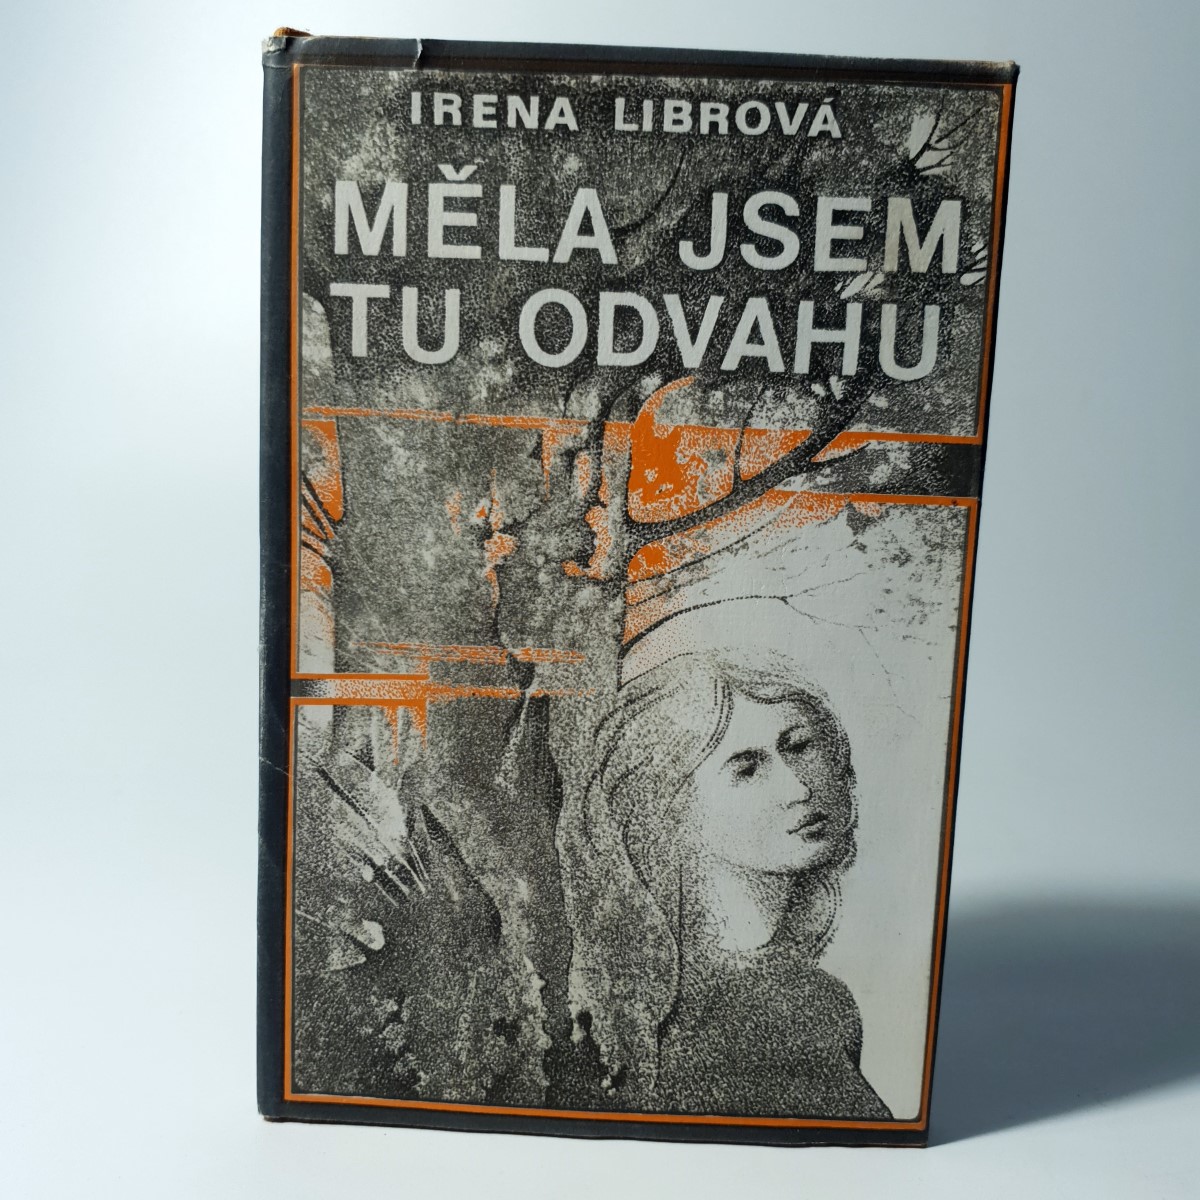 IRENA LIBROVÁ
MĚLA JSEM
TU ODVAHU